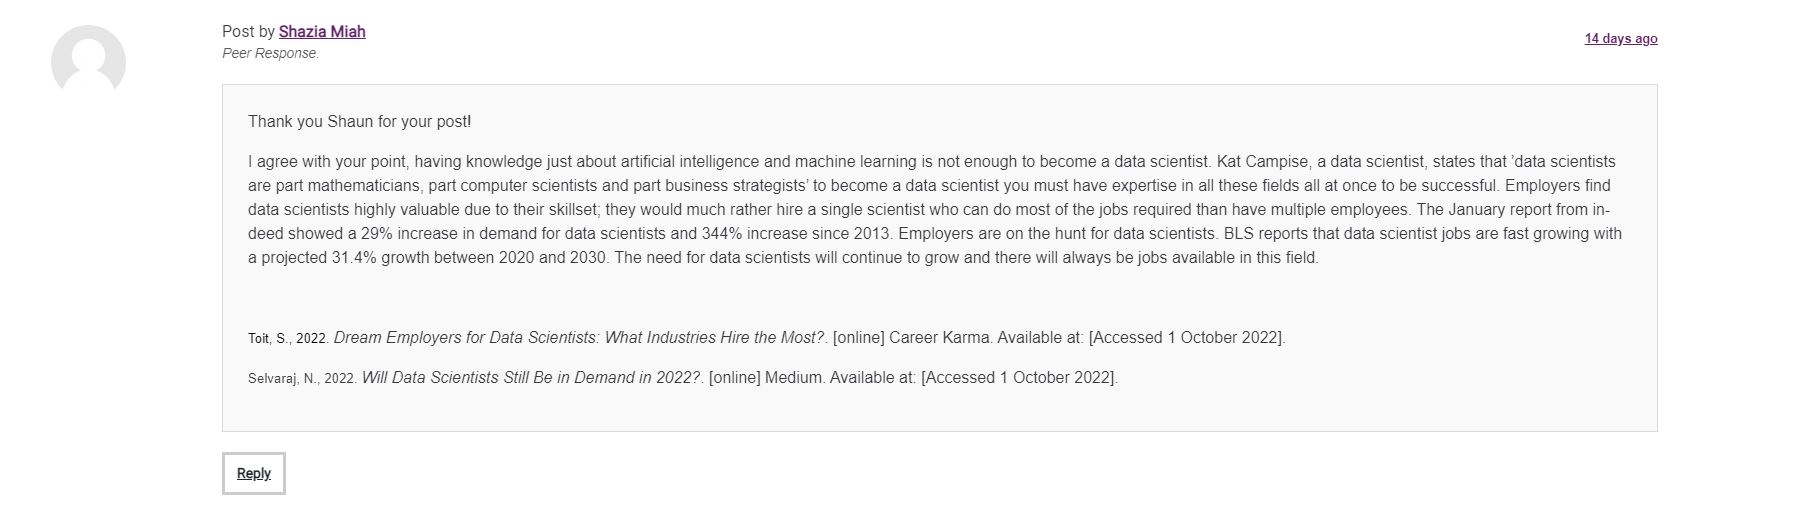 Post by Shazia Miah
14 days ago
Peer Response.
Thank you Shaun for your post!
I agree with your point, having knowledge just about artificial intelligence and machine learning is not enough to become a data scientist. Kat Campise, a data scientist, states that 'data scientists
are part mathematicians, part computer scientists and part business strategists' to become a data scientist you must have expertise in all these fields all at once to be successful. Employers find
data scientists highly valuable due to their skillset; they would much rather hire a single scientist who can do most of the jobs required than have multiple employees. The January report from in-
deed showed a 29% increase in demand for data scientists and 344% increase since 2013. Employers are on the hunt for data scientists. BLS reports that data scientist jobs are fast growing with
a projected 31.4% growth between 2020 and 2030. The need for data scientists will continue to grow and there will always be jobs available in this field.
Toit, S., 2022. Dream Employers for Data Scientists: What Industries Hire the Most?. [online] Career Karma. Available at: [Accessed 1 October 2022].
Selvaraj, N., 2022. Will Data Scientists Still Be in Demand in 2022?. [online] Medium. Available at: [Accessed 1 October 2022].
Reply